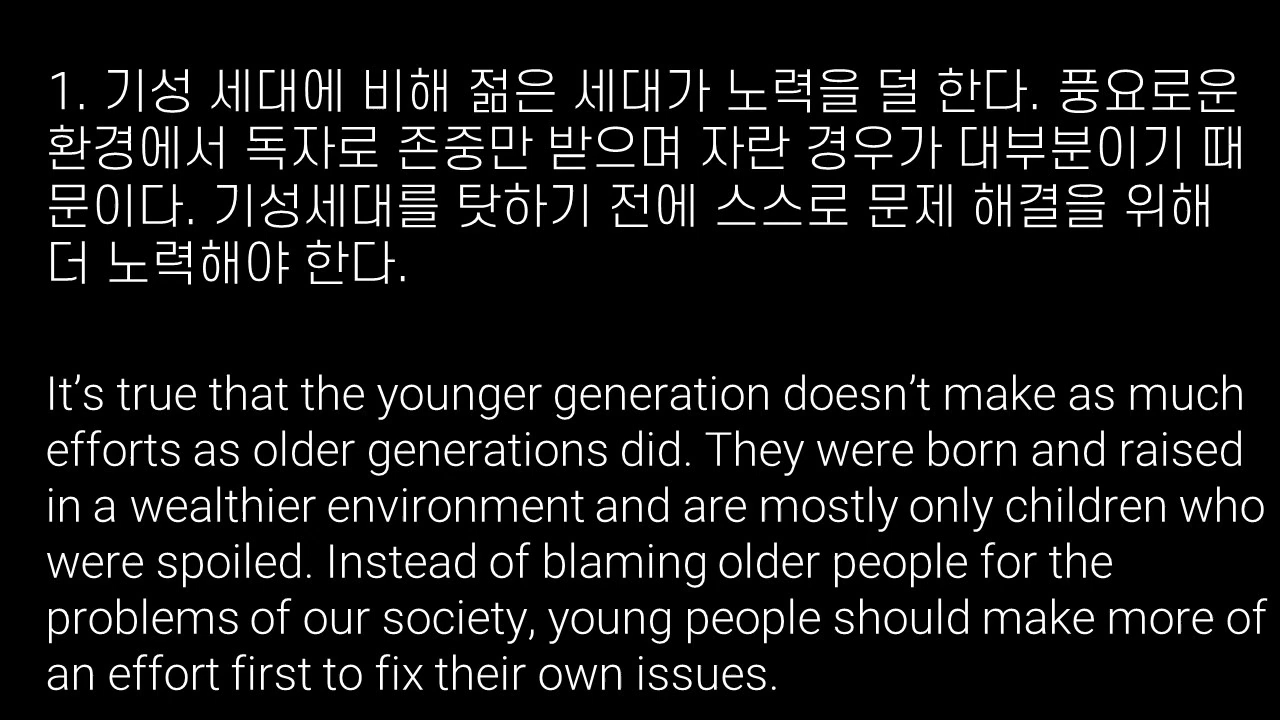 1. 기성 세대에 비해 젊은 세대가 노력을 덜 한다. 풍요로운
환경에서 독자로 존중만 받으며 자란 경우가 대부분이기 때
문이다. 기성세대를 탓하기 전에 스스로 문제 해결을 위해
더 노력해야 한다.
It’s true that the younger generation doesn’t make as much
efforts as older generations did. They were born and raised
in a wealthier environment and are mostly only children who
were spoiled. Instead of blaming older people for the
problems of our society, young people should make more of
an effort first to fix their own issues.